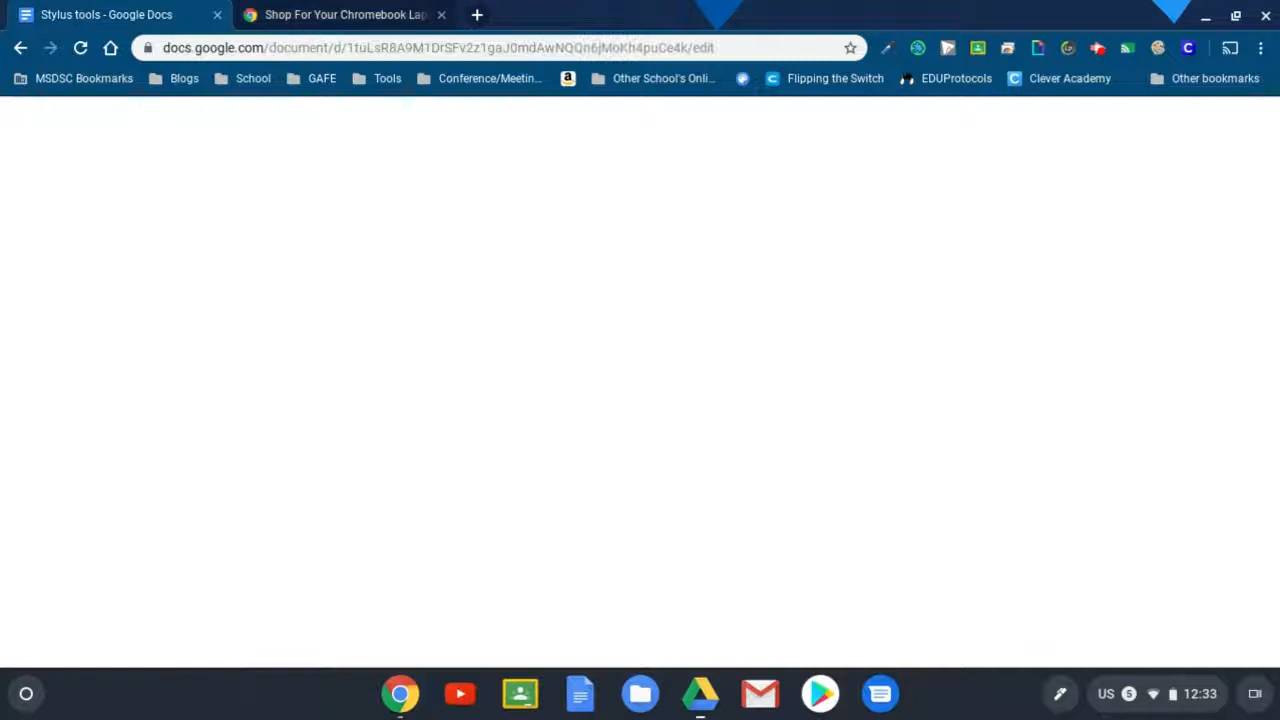 Stylus tools - Google Docs
Shop For Your Chromebook Lap
docs.google.com/document/d/1tuLsR8A9M1DrSFv2z1gaJ0mdAwNQQn6jMoKh4puCe4k/edit
MSDSC Bookmarks Blogs School GAFE Tools Conference/Meetin... Other School's Onli... Flipping the Switch EDUProtocols Clever Academy Other bookmarks
US 5 12:33